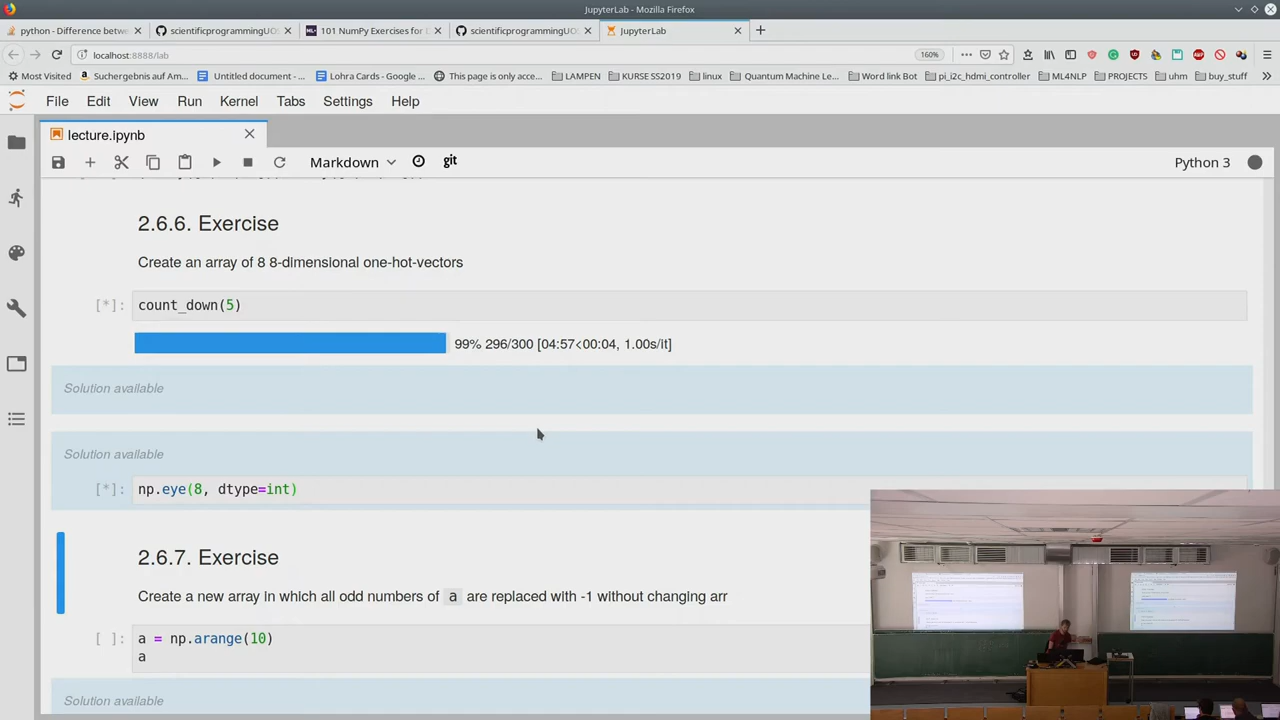 JupyterLab - Mozilla Firefox
python - Difference betwe
scientificprogrammingUO
101 NumPy Exercises for
scientificprogrammingUO
JupyterLab
localhost:8888/lab
160%
Most Visited
Suchergebnis auf Am...
Untitled document - ...
Lohra Cards - Google ...
This page is only acce...
LAMPEN
KURSE SS2019
linux
Quantum Machine Le...
Word link Bot
pi_i2c_hdmi_controller
ML4NLP
PROJECTS
uhm
buy_stuff
File Edit View Run Kernel Tabs Settings Help
lecture.ipynb
Markdown
git
Python 3
2.6.6. Exercise
Create an array of 8 8-dimensional one-hot-vectors
[*]: count_down(5)
99% 296/300 [04:57<00:04, 1.00s/it]
Solution available
Solution available
[*]: np.eye(8, dtype=int)
2.6.7. Exercise
Create a new array in which all odd numbers of a are replaced with -1 without changing arr
[ ]: a = np.arange(10)
a
Solution available